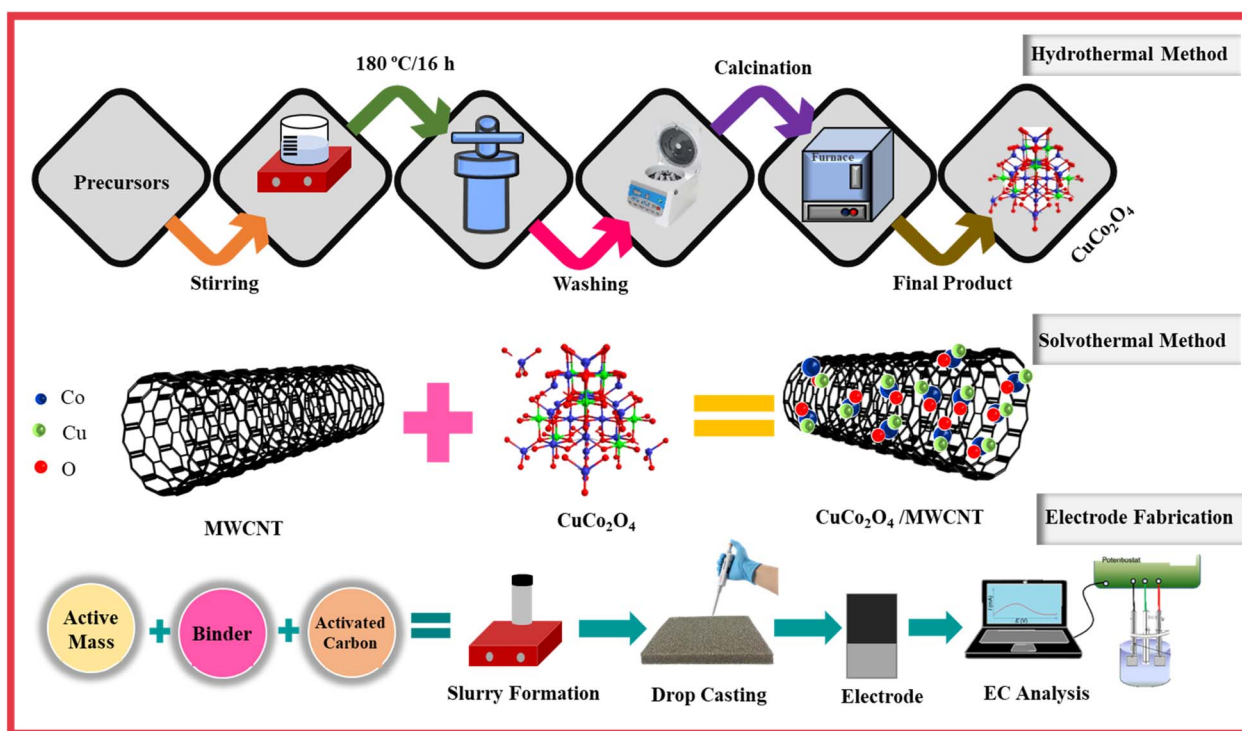 Hydrothermal Method
180 ºC/16 h
Calcination
Precursors
Furnace
CuCo₂O₄
Stirring
Washing
Final Product
Solvothermal Method
Co
Cu
O
MWCNT
CuCo₂O₄
CuCo₂O₄ /MWCNT
Electrode Fabrication
Active
Mass
+
Binder
+
Activated
Carbon
=
Potentiostat
I (mA)
E (V)
Slurry Formation
Drop Casting
Electrode
EC Analysis